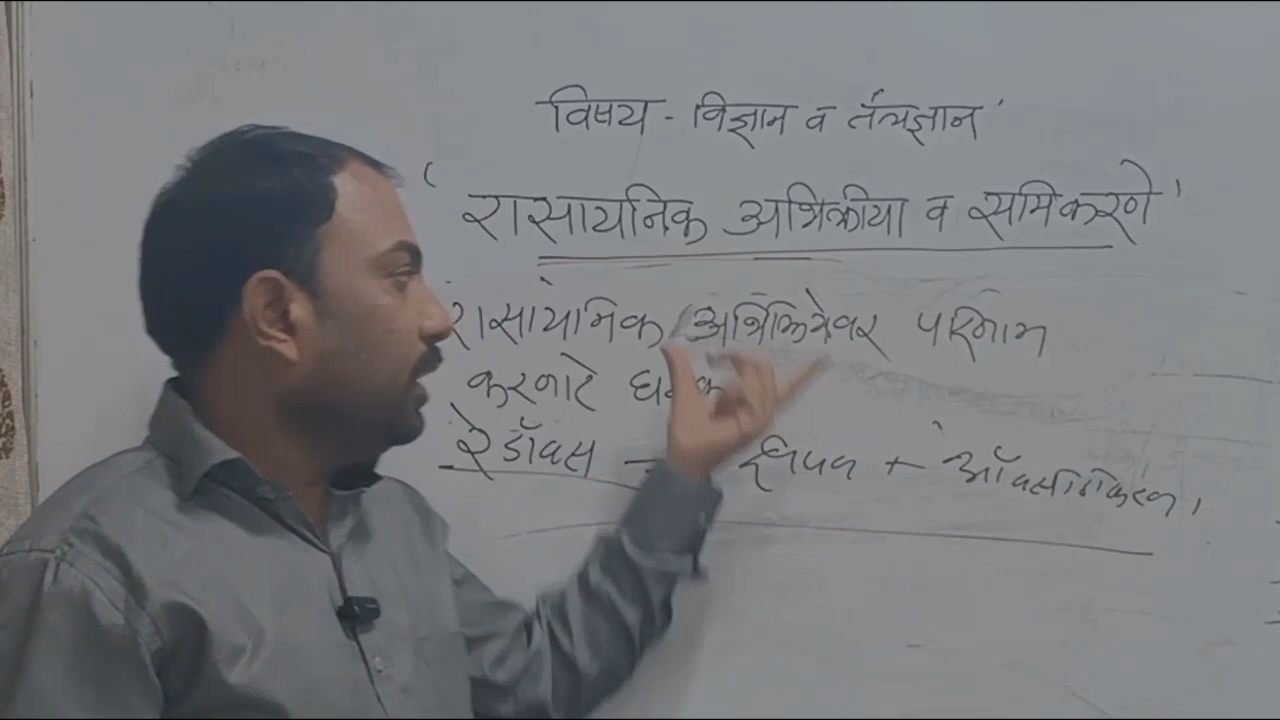 विषय - विज्ञान व तंत्रज्ञान'
'रासायनिक अभिक्रीया व समिकरणे'
रासायनिक अभिक्रियेवर परिणाम
करणारे
रेडॉक्स - क्षपण + ऑक्सिडीकरण,